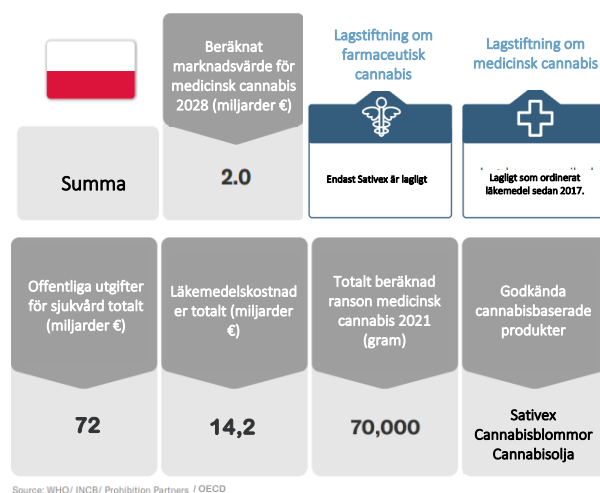 Summa
Beräknat
marknadsvärde för
medicinsk cannabis
2028 (miljarder €)
2.0
Lagstiftning om
farmaceutisk
cannabis
Endast Sativex är lagligt
Lagstiftning om
medicinsk cannabis
Lagligt som ordinerat
läkemedel sedan 2017.
Offentliga utgifter
för sjukvård totalt
(miljarder €)
72
Läkemedelskostnad
er totalt (miljarder
€)
14,2
Totalt beräknad
ranson medicinsk
cannabis 2021
(gram)
70,000
Godkända
cannabisbaserade
produkter
Sativex
Cannabisblommor
Cannabisolja
Source: WHO/ INCB/ Prohibition Partners / OECD